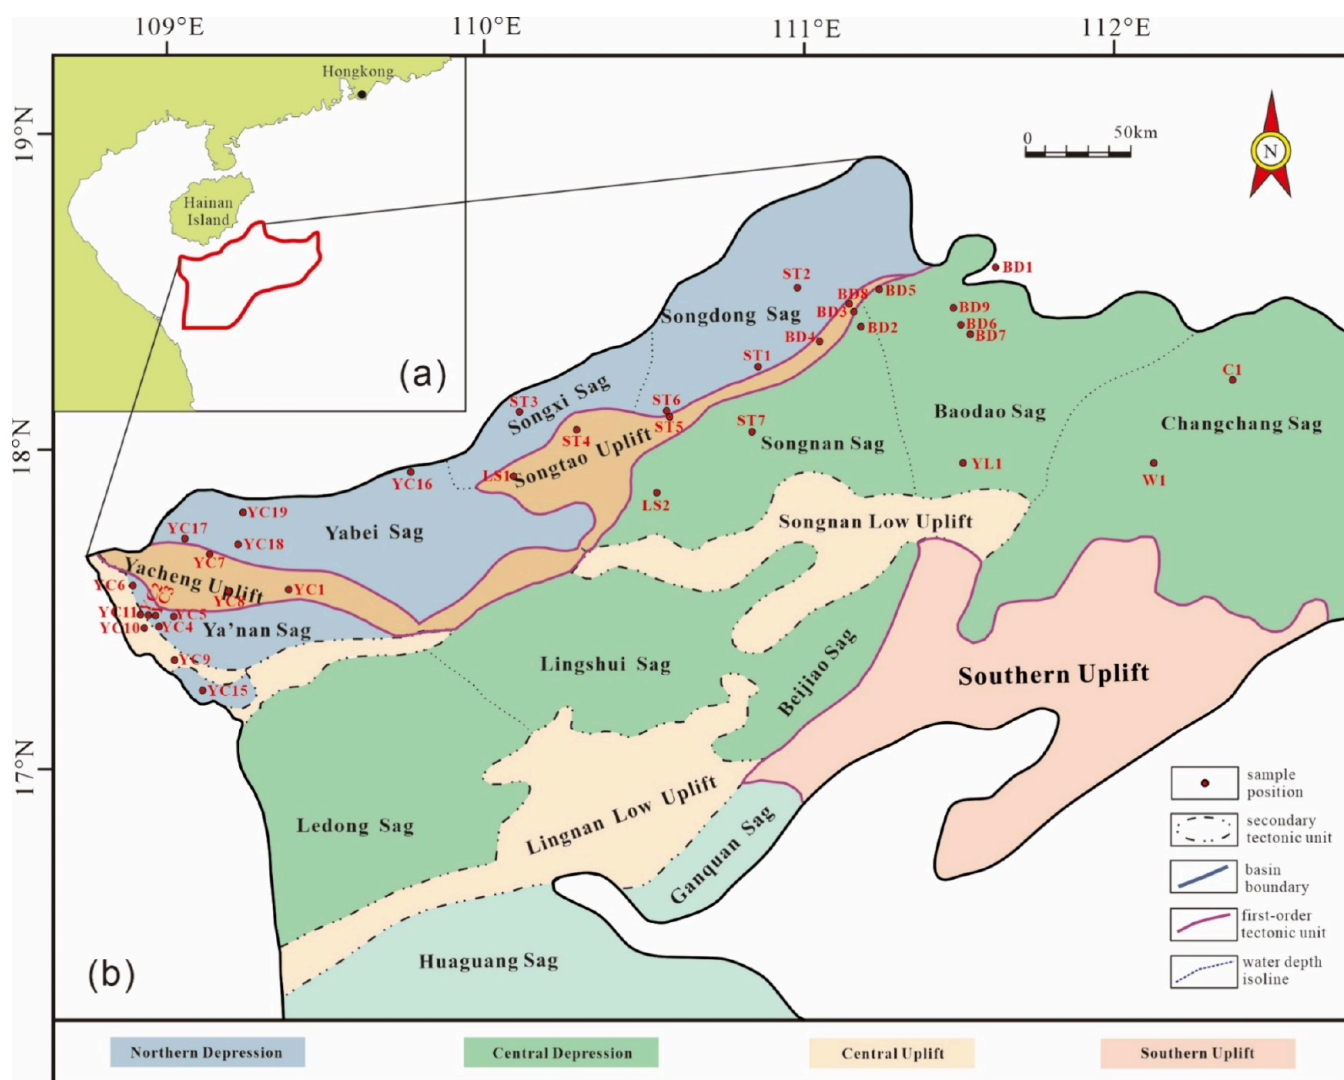 109°E
110°E
111°E
112°E
19°N
18°N
17°N
Hongkong
Hainan
Island
(a)
0
50km
N
BD1
ST2
BD8
BD5
Songdong Sag
BD3
BD9
BD2
BD6
BD7
BD4
ST1
C1
Songxi Sag
ST3
ST6
ST5
ST7
Baodao Sag
Changchang Sag
ST4
Songtao Uplift
Songnan Sag
YC16
LS1
YL1
W1
LS2
YC19
YC17
Yabei Sag
Songnan Low Uplift
YC18
YC7
Yacheng Uplift
YC6
YC1
YC8
YC11
YC5
YC10
YC4
Ya'nan Sag
YC9
Lingshui Sag
Beijiao Sag
Southern Uplift
YC15
Ledong Sag
Lingnan Low Uplift
Ganquan Sag
Huaguang Sag
(b)
sample
position
secondary
tectonic unit
basin
boundary
first-order
tectonic unit
water depth
isoline
Northern Depression
Central Depression
Central Uplift
Southern Uplift